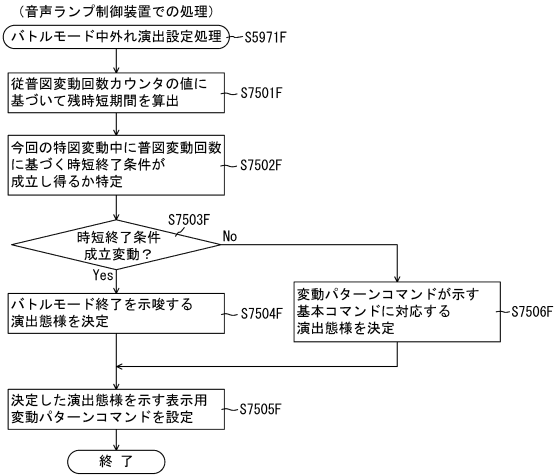 （音声ランプ制御装置での処理）
バトルモード中外れ演出設定処理
S5971F
従普図変動回数カウンタの値に
基づいて残時短期間を算出
S7501F
今回の特図変動中に普図変動回数
に基づく時短終了条件が
成立し得るか特定
S7502F
S7503F
時短終了条件
成立変動？
No
Yes
バトルモード終了を示唆する
演出態様を決定
S7504F
変動パターンコマンドが示す
基本コマンドに対応する
演出態様を決定
S7506F
決定した演出態様を示す表示用
変動パターンコマンドを設定
S7505F
終 了